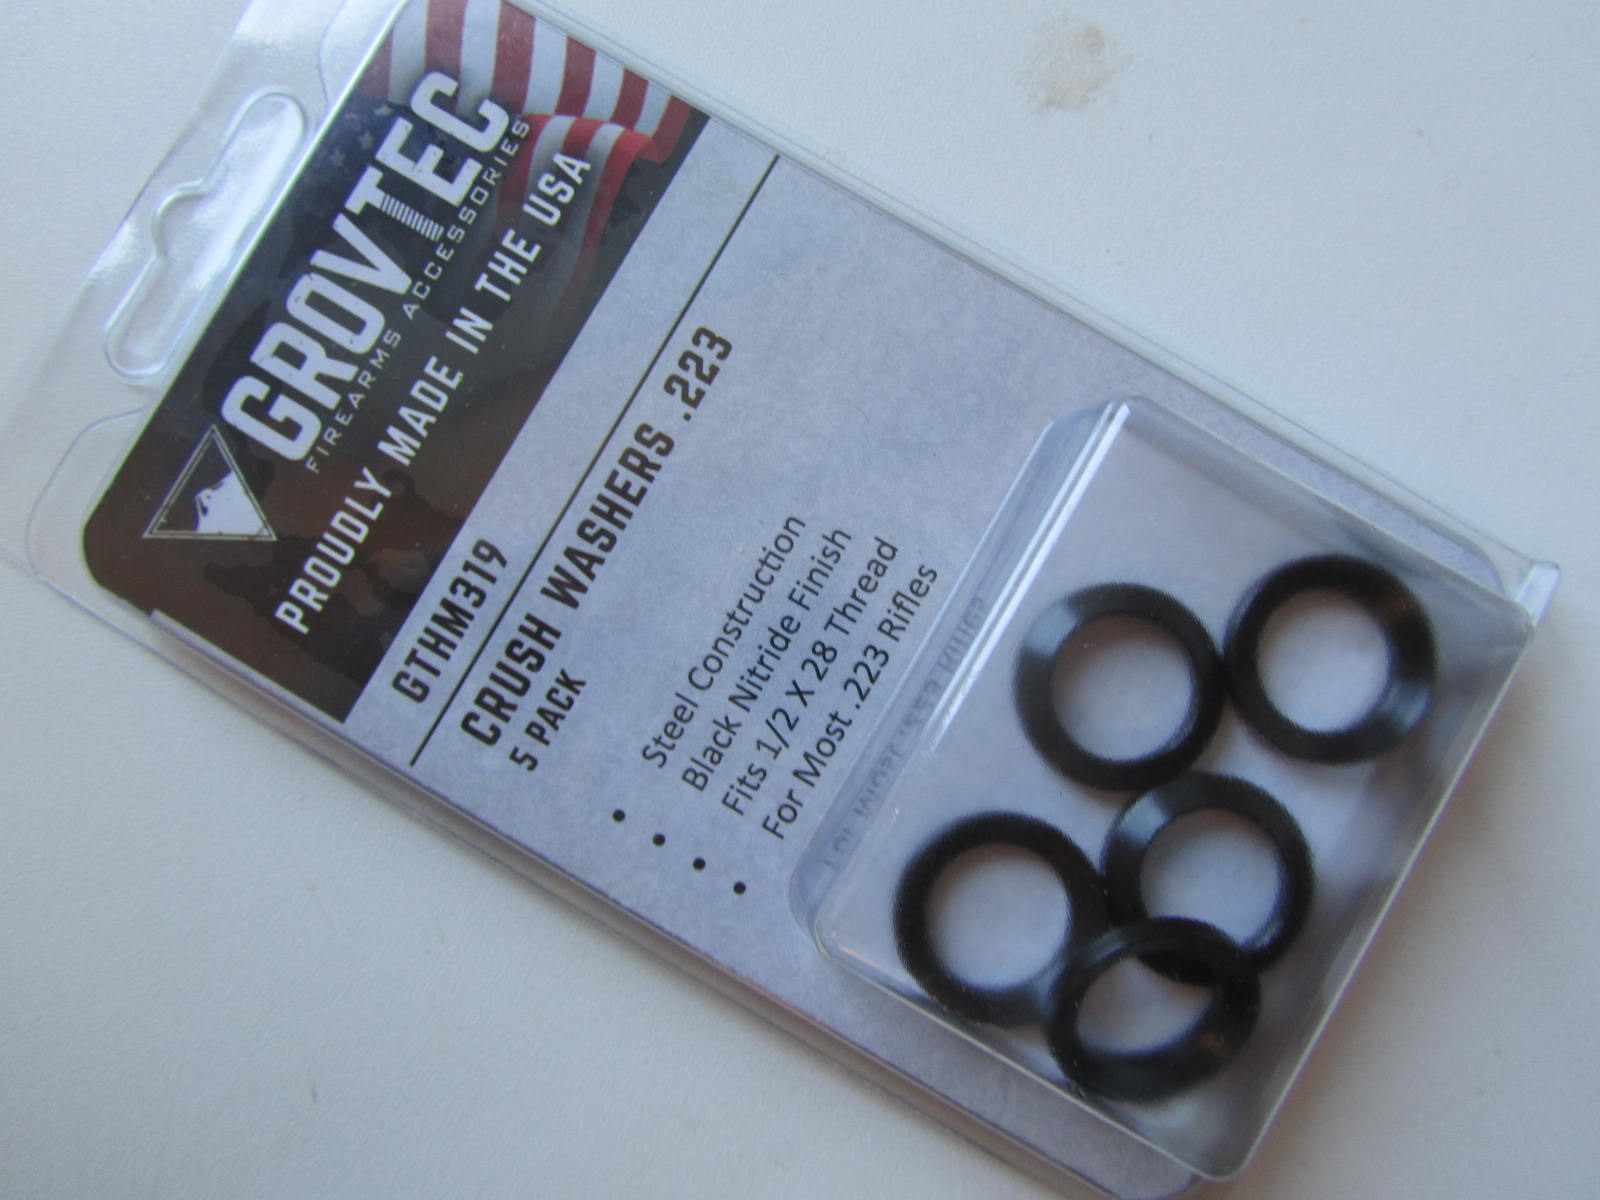 GROVTEC
FIREARMS ACCESSORIES
PROUDLY MADE IN THE USA
GTHM319
CRUSH WASHERS .223
5 PACK
• Steel Construction
• Black Nitride Finish
• Fits 1/2 X 28 Thread
• For Most .223 Rifles